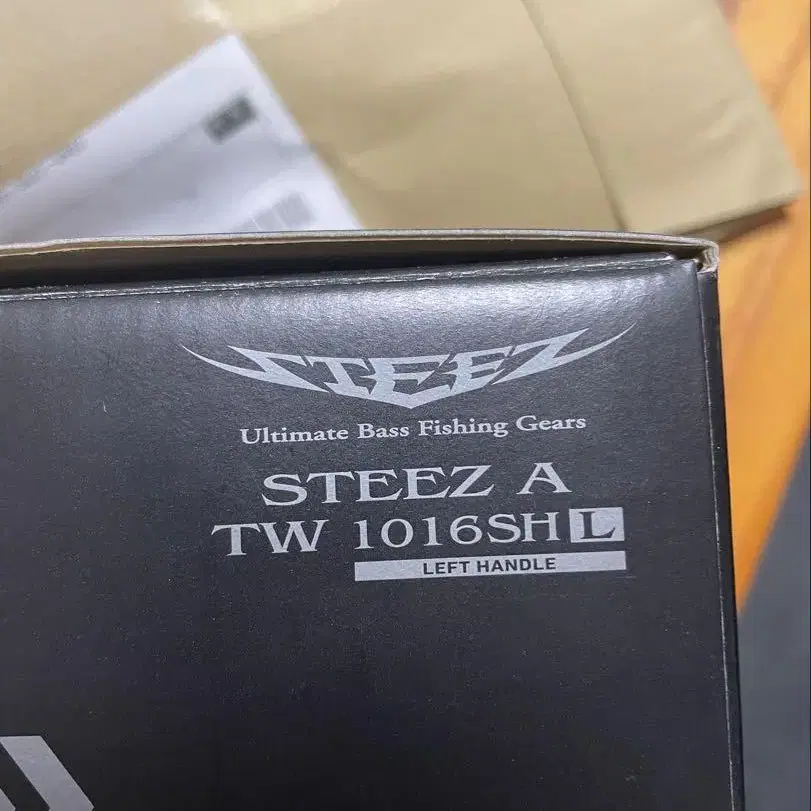 STEEZ
Ultimate Bass Fishing Gears
STEEZ A
TW 1016SH L
LEFT HANDLE